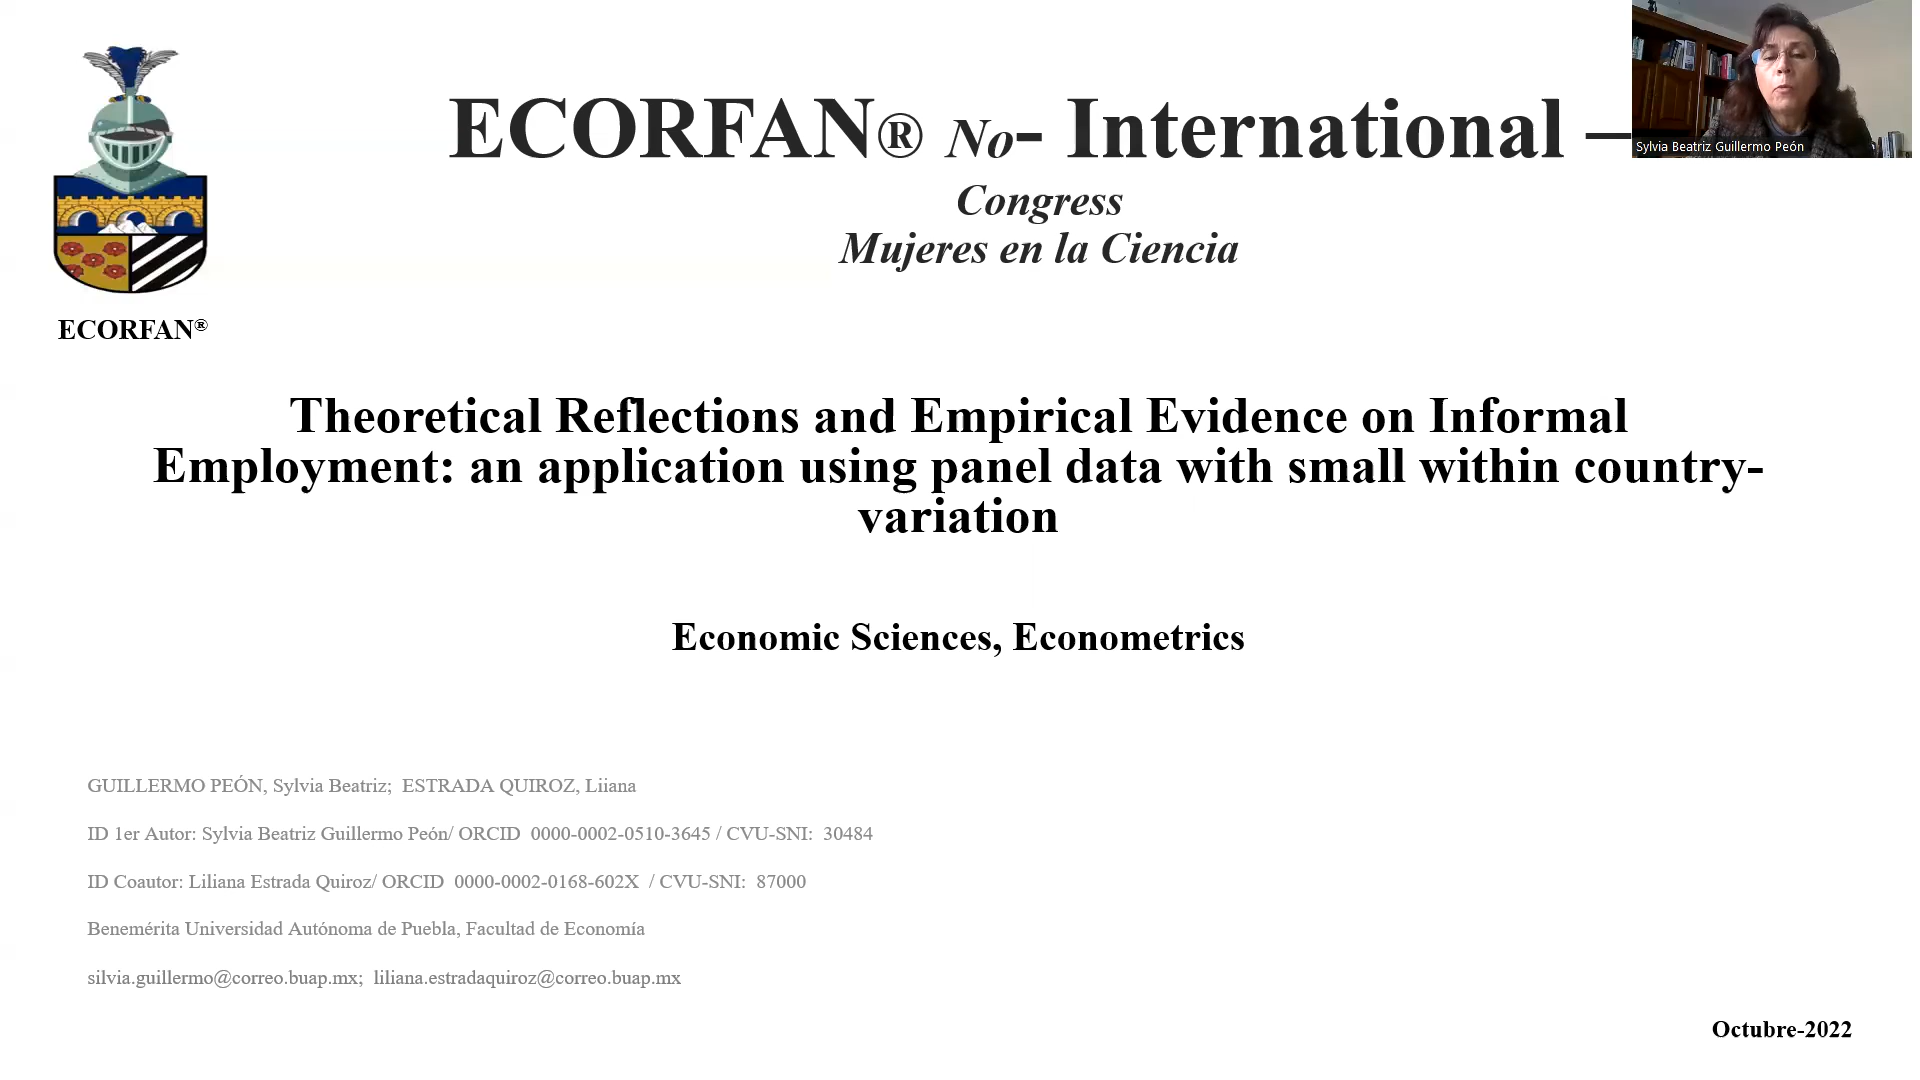 ECORFAN® No- International –
Sylvia Beatriz Guillermo Peón
Congress
Mujeres en la Ciencia
ECORFAN®
Theoretical Reflections and Empirical Evidence on Informal
Employment: an application using panel data with small within country-
variation
Economic Sciences, Econometrics
GUILLERMO PEÓN, Sylvia Beatriz;  ESTRADA QUIROZ, Liiana
ID 1er Autor: Sylvia Beatriz Guillermo Peón/ ORCID  0000-0002-0510-3645 / CVU-SNI:  30484
ID Coautor: Liliana Estrada Quiroz/ ORCID  0000-0002-0168-602X  / CVU-SNI:  87000
Benemérita Universidad Autónoma de Puebla, Facultad de Economía
silvia.guillermo@correo.buap.mx;  liliana.estradaquiroz@correo.buap.mx
Octubre-2022